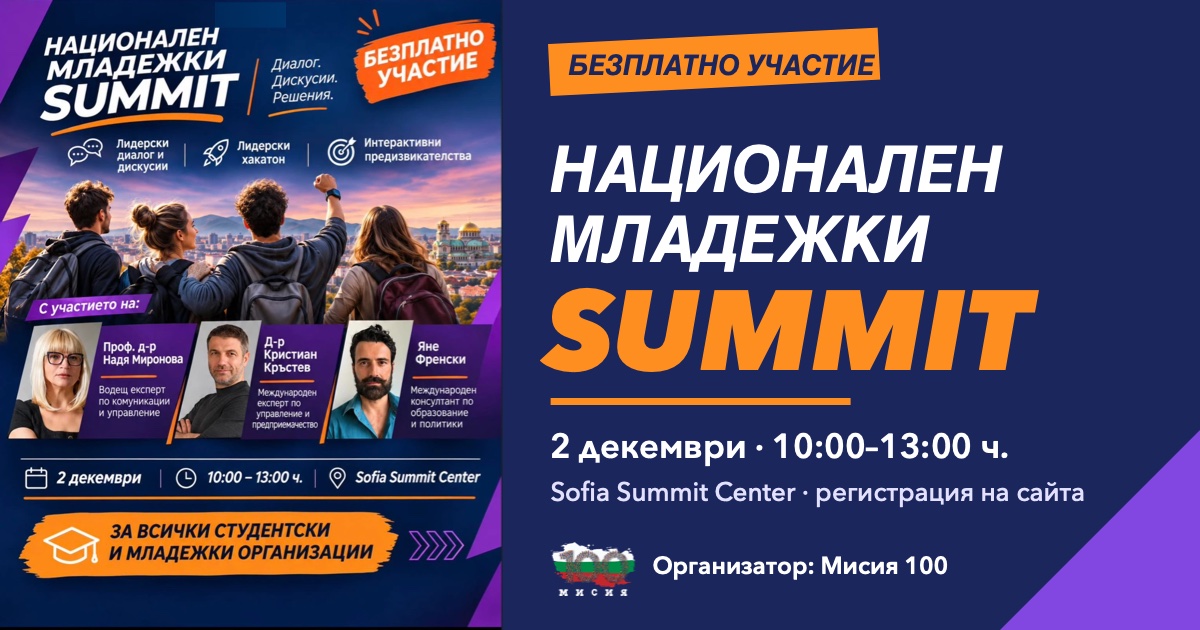 НАЦИОНАЛЕН
МЛАДЕЖКИ
SUMMIT
Диалог.
Дискусии.
Решения.
БЕЗПЛАТНО
УЧАСТИЕ
Лидерски
диалог и
дискусии
Лидерски
хакатон
Интерактивни
предизвикателства
С участието на:
Проф. д-р
Надя Миронова
Водещ експерт
по комуникации
и управление
Д-р
Кристиан
Кръстев
Международен
експерт по
управление и
предприемачество
Яне
Френски
Международен
консултант по
образование
и политики
2 декември
10:00 – 13:00 ч.
Sofia Summit Center
ЗА ВСИЧКИ СТУДЕНТСКИ
И МЛАДЕЖКИ ОРГАНИЗАЦИИ
БЕЗПЛАТНО УЧАСТИЕ
НАЦИОНАЛЕН
МЛАДЕЖКИ
SUMMIT
2 декември · 10:00–13:00 ч.
Sofia Summit Center · регистрация на сайта
100
МИСИЯ
Организатор: Мисия 100